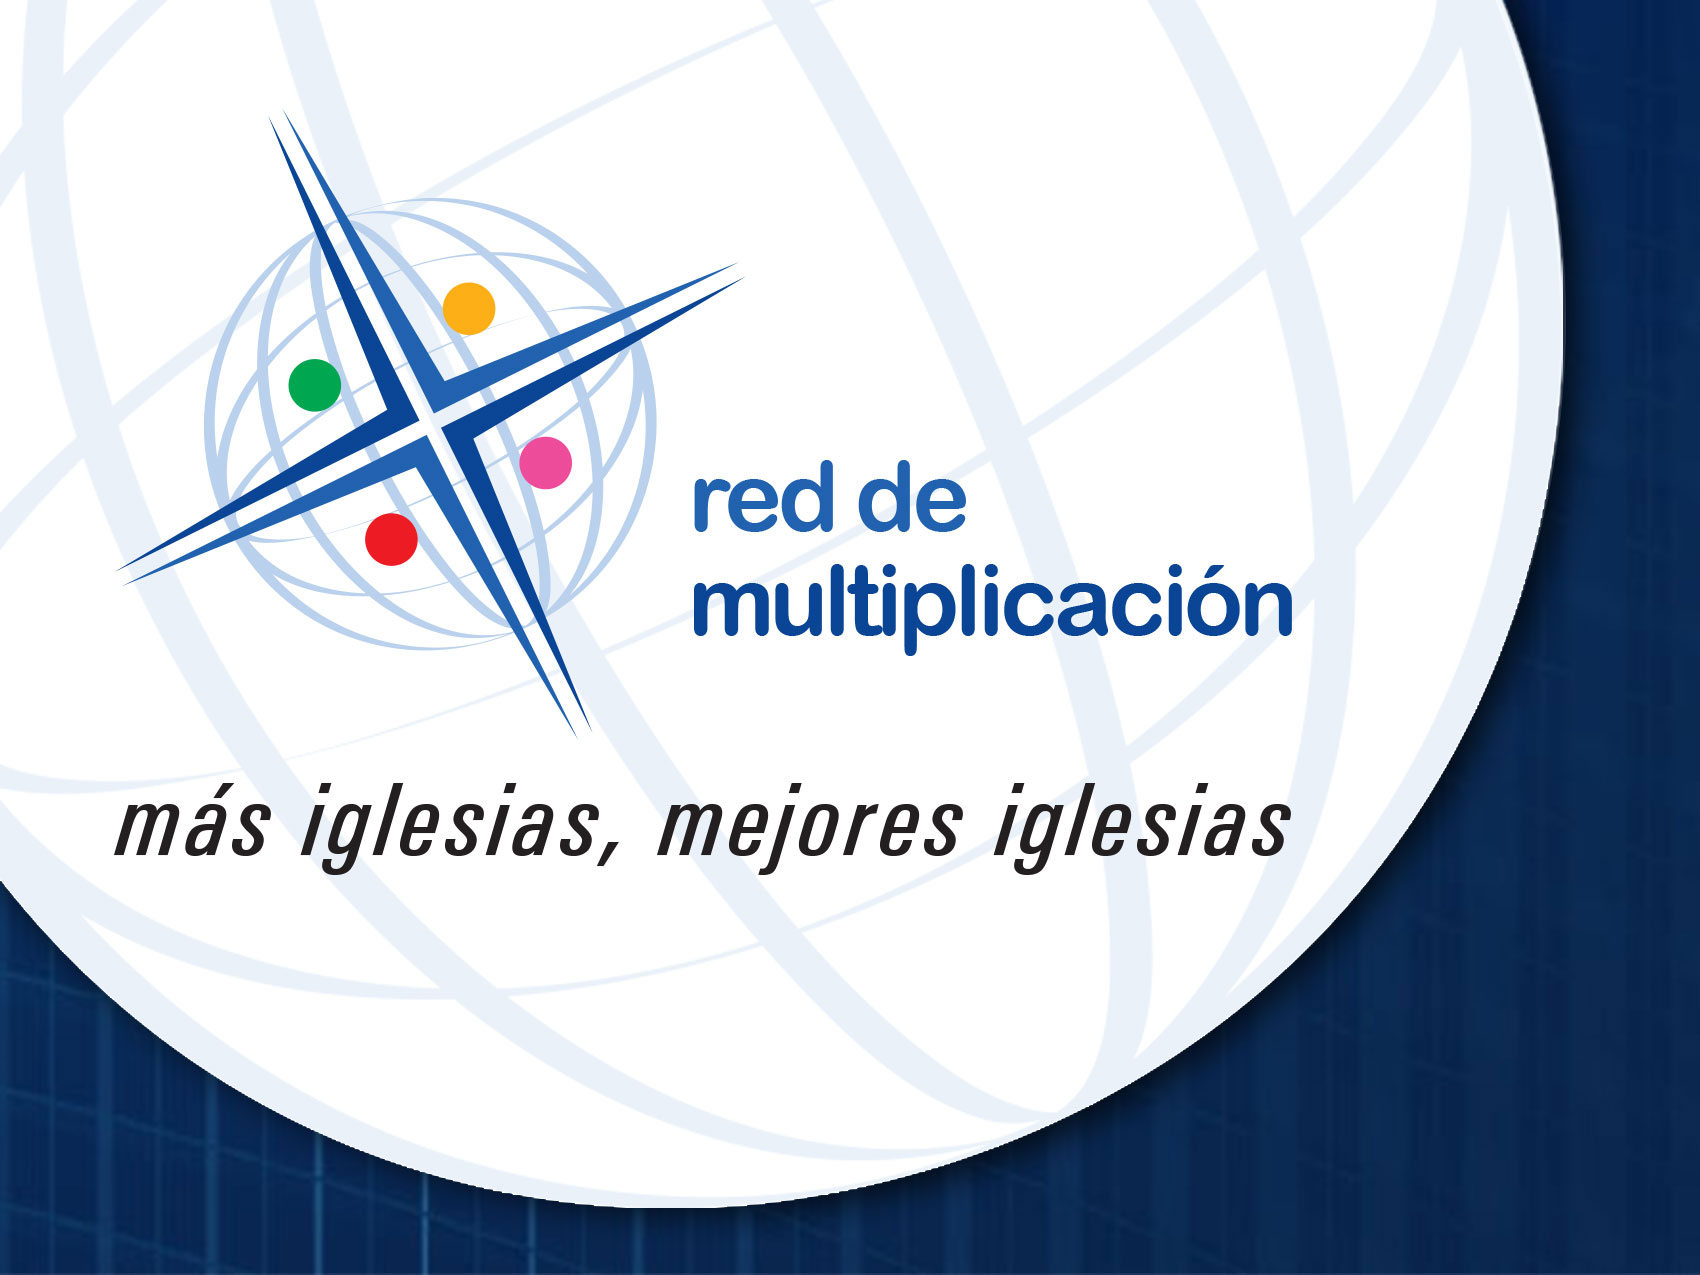 red de
multiplicación
más iglesias, mejores iglesias